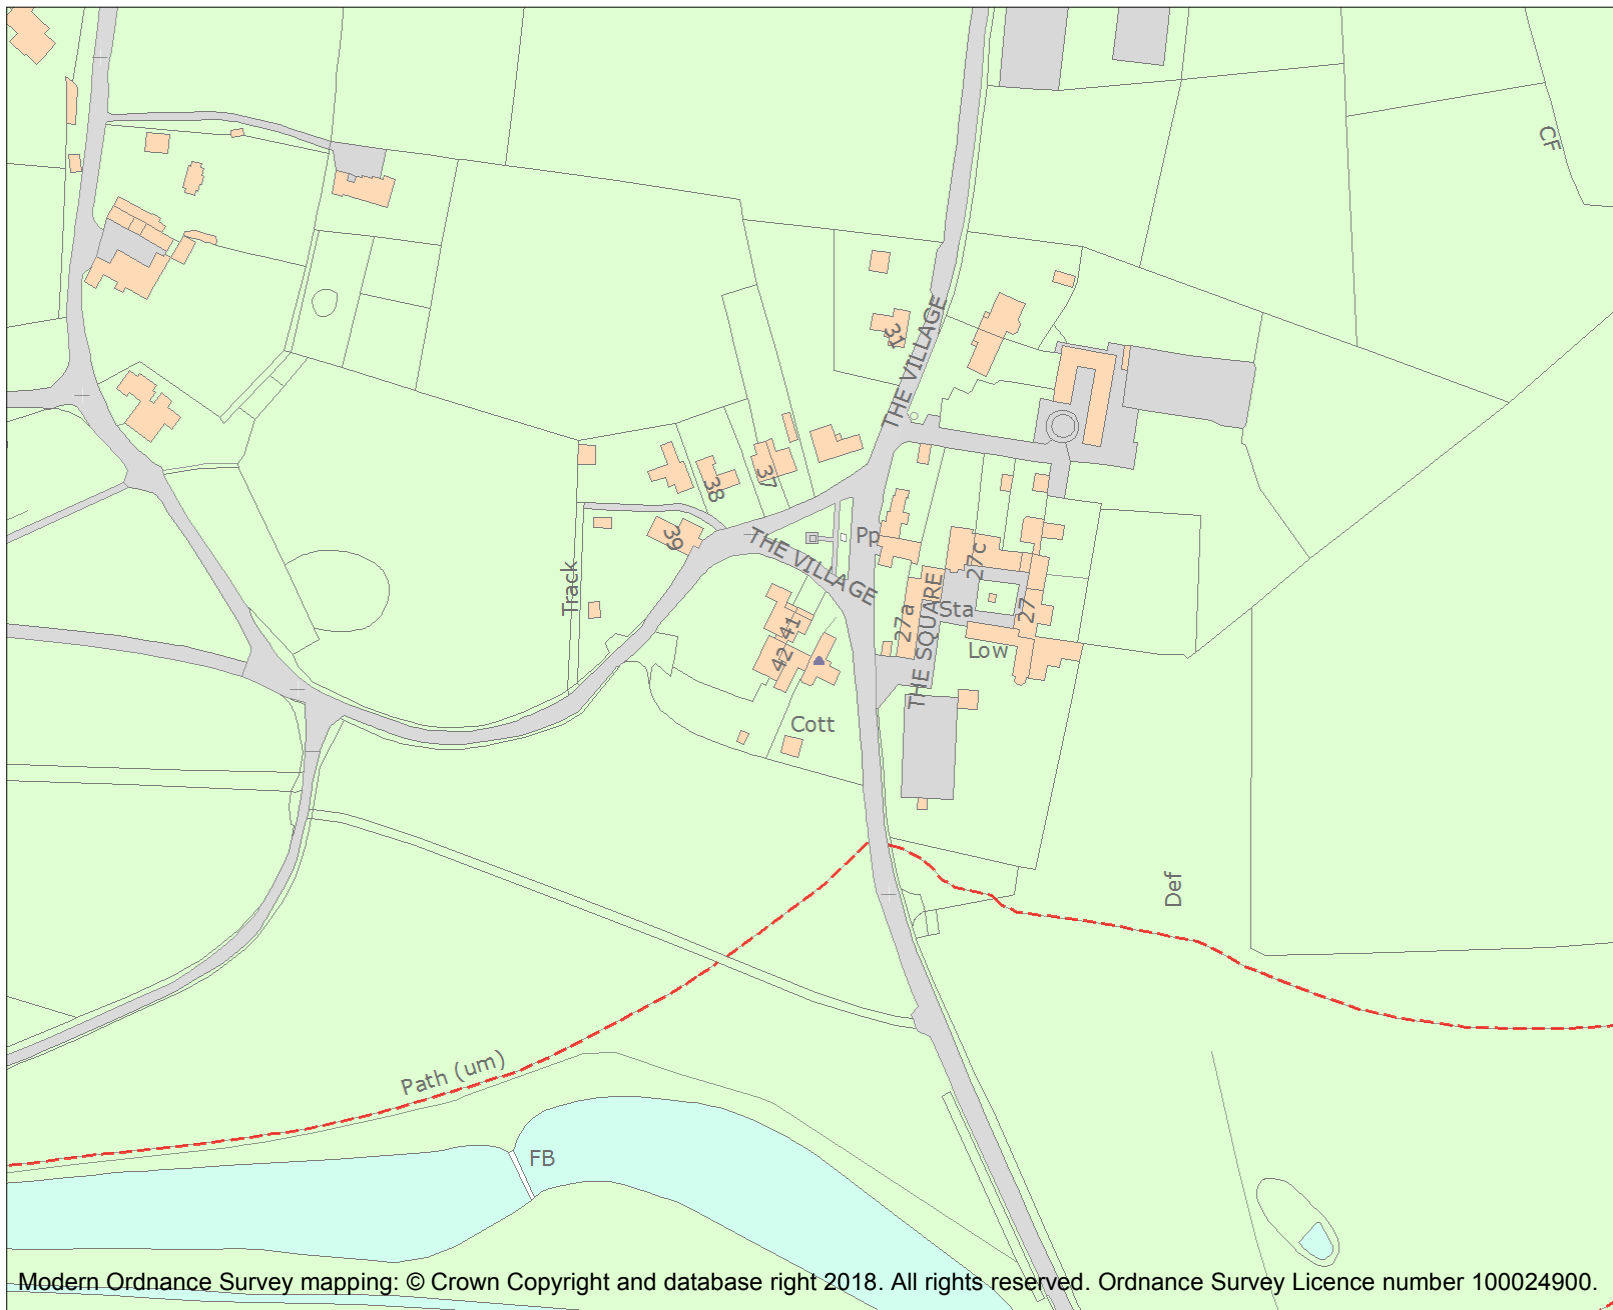 CF
THE VILLAGE
31
37
38
39
THE VILLAGE
Pp
27c
27a
THE SQUARE
Sta
27
Low
Track
41
42
Cott
Def
Path (um)
FB
Modern Ordnance Survey mapping: © Crown Copyright and database right 2018. All rights reserved. Ordnance Survey Licence number 100024900.